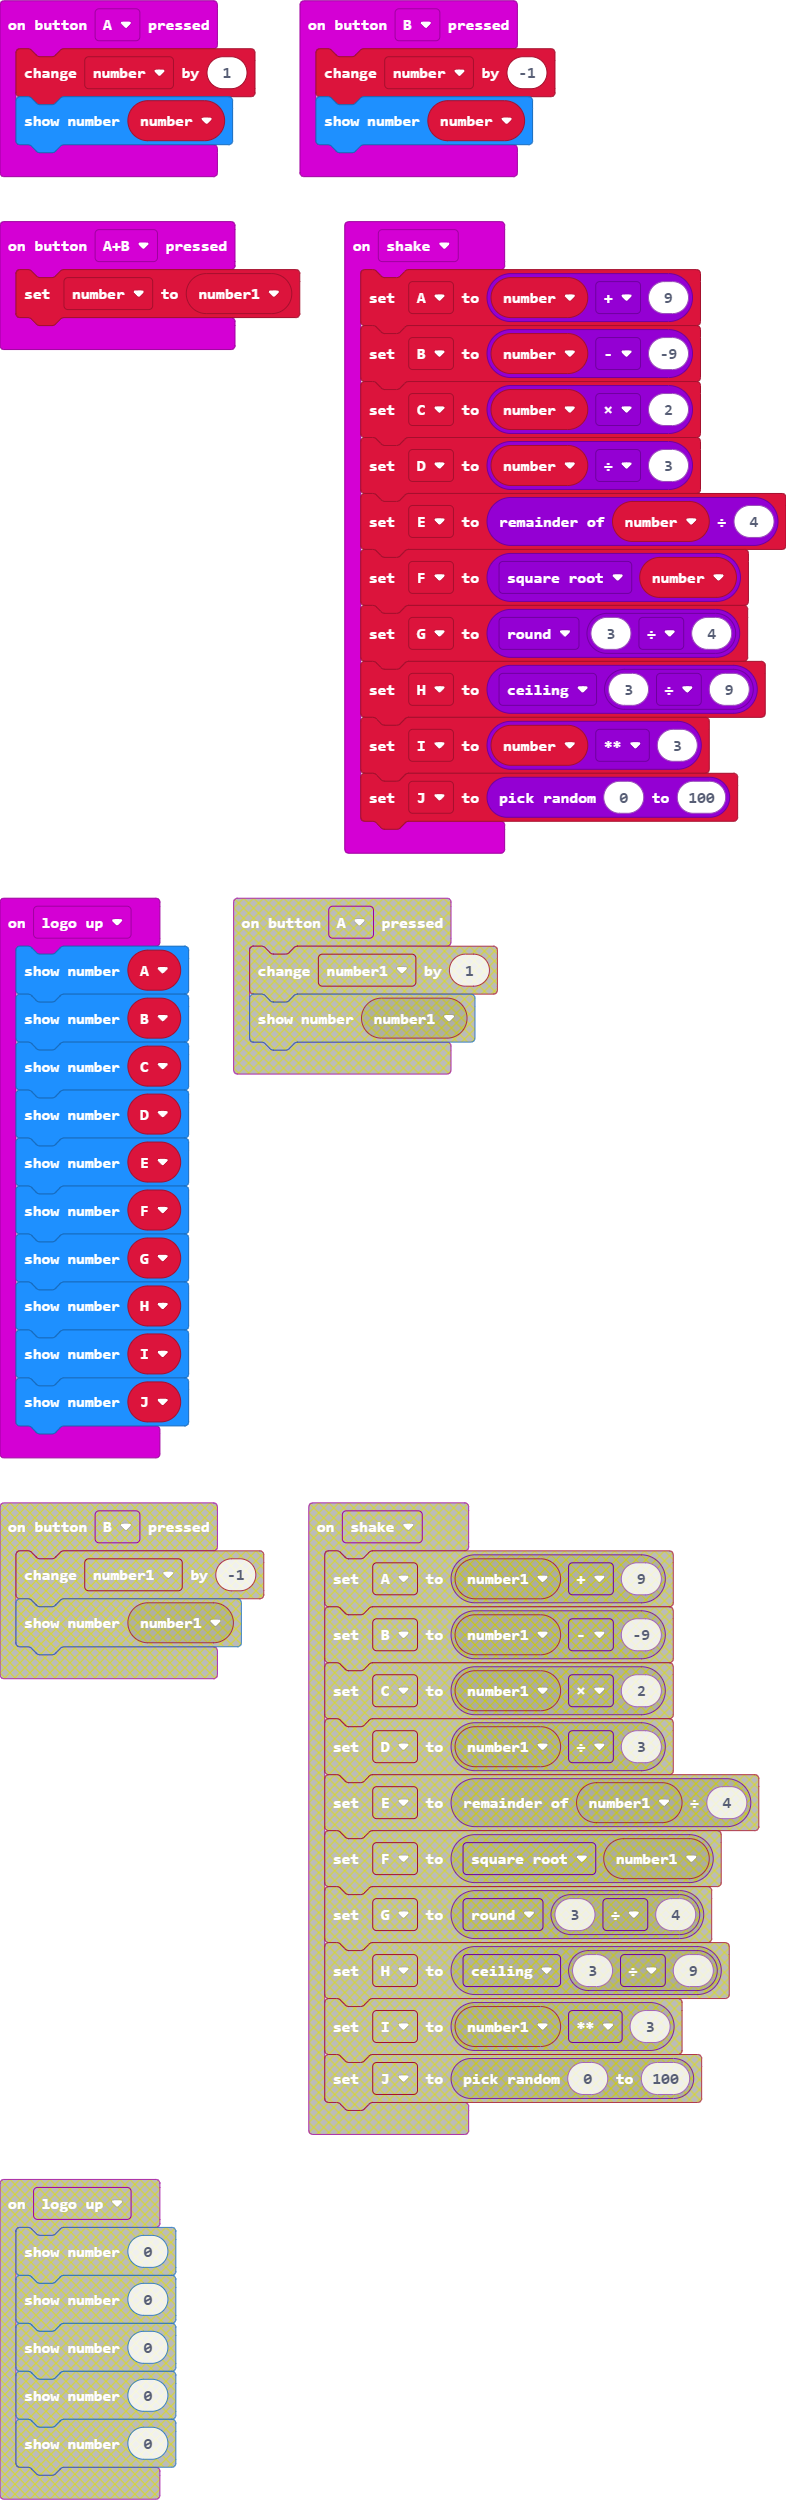 on button A pressed
change number by 1
show number number
on button B pressed
change number by -1
show number number
on button A+B pressed
set number to number1
on shake
set A to number + 9
set B to number - -9
set C to number × 2
set D to number ÷ 3
set E to remainder of number ÷ 4
set F to square root number
set G to round 3 ÷ 4
set H to ceiling 3 ÷ 9
set I to number ** 3
set J to pick random 0 to 100
on logo up
show number A
show number B
show number C
show number D
show number E
show number F
show number G
show number H
show number I
show number J
on button A pressed
change number1 by 1
show number number1
on button B pressed
change number1 by -1
show number number1
on shake
set A to number1 + 9
set B to number1 - -9
set C to number1 × 2
set D to number1 ÷ 3
set E to remainder of number1 ÷ 4
set F to square root number1
set G to round 3 ÷ 4
set H to ceiling 3 ÷ 9
set I to number1 ** 3
set J to pick random 0 to 100
on logo up
show number 0
show number 0
show number 0
show number 0
show number 0